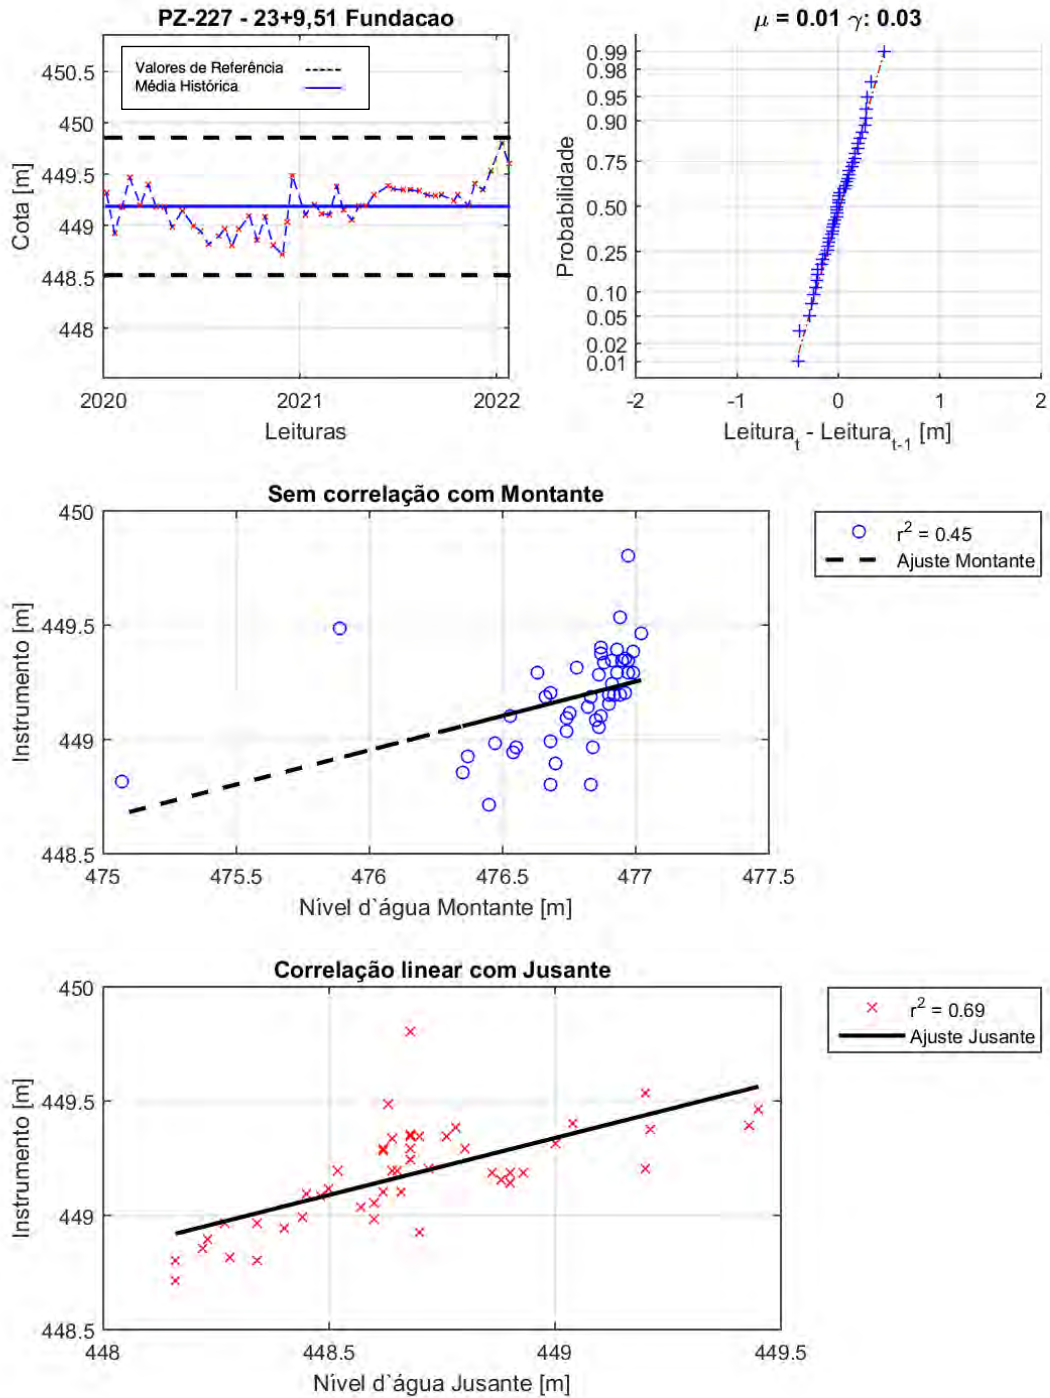 PZ-227 - 23+9,51 Fundacao
450.5
450
449.5
449
448.5
448
Cota [m]
Valores de Referência
Média Histórica
2020
2021
2022
Leituras
μ = 0.01 γ: 0.03
0.99
0.98
0.95
0.90
0.75
0.50
0.25
0.10
0.05
0.02
0.01
Probabilidade
-2
-1
0
1
2
Leitura_t - Leitura_t-1 [m]
Sem correlação com Montante
450
449.5
449
448.5
Instrumento [m]
475
475.5
476
476.5
477
477.5
Nível d`água Montante [m]
r² = 0.45
Ajuste Montante
Correlação linear com Jusante
450
449.5
449
448.5
Instrumento [m]
448
448.5
449
449.5
Nível d`água Jusante [m]
r² = 0.69
Ajuste Jusante